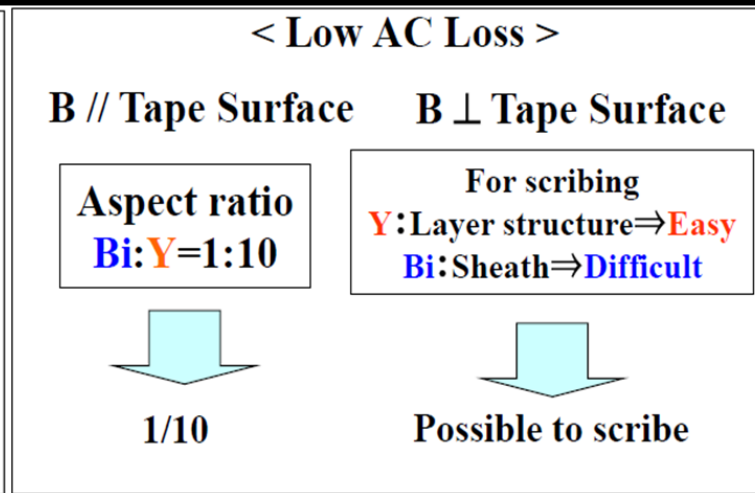 < Low AC Loss >
B // Tape Surface
Aspect ratio
Bi:Y=1:10
1/10
B ⊥ Tape Surface
For scribing
Y:Layer structure⇒Easy
Bi:Sheath⇒Difficult
Possible to scribe